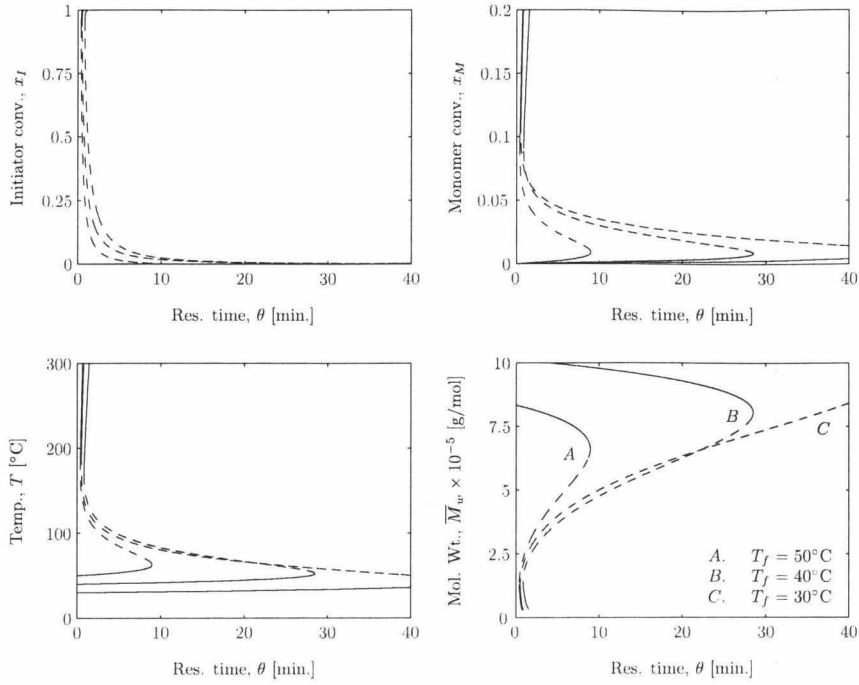 1
0.75
0.5
0.25
0
Initiator conv., x_I
0 10 20 30 40
Res. time, θ [min.]
0.2
0.15
0.1
0.05
0
Monomer conv., x_M
0 10 20 30 40
Res. time, θ [min.]
300
200
100
0
Temp., T [°C]
0 10 20 30 40
Res. time, θ [min.]
10
7.5
5
2.5
0
Mol. Wt., M̅_w × 10⁻⁵ [g/mol]
A
B
C
A. T_f = 50°C
B. T_f = 40°C
C. T_f = 30°C
0 10 20 30 40
Res. time, θ [min.]